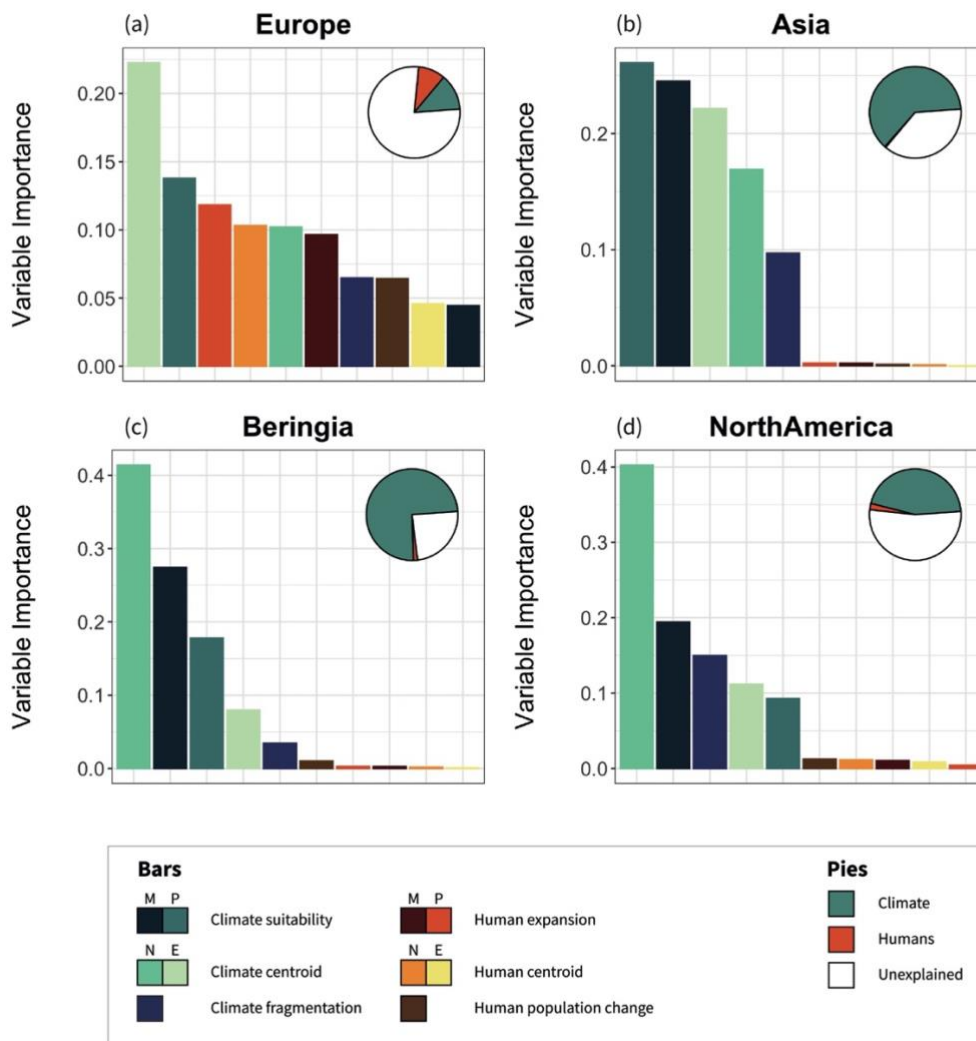 (a) Europe
Variable Importance
0.20
0.15
0.10
0.05
0.00
(b) Asia
Variable Importance
0.2
0.1
0.0
(c) Beringia
Variable Importance
0.4
0.3
0.2
0.1
0.0
(d) NorthAmerica
Variable Importance
0.4
0.3
0.2
0.1
0.0
Bars
M P
Climate suitability
N E
Climate centroid
Climate fragmentation
M P
Human expansion
N E
Human centroid
Human population change
Pies
Climate
Humans
Unexplained